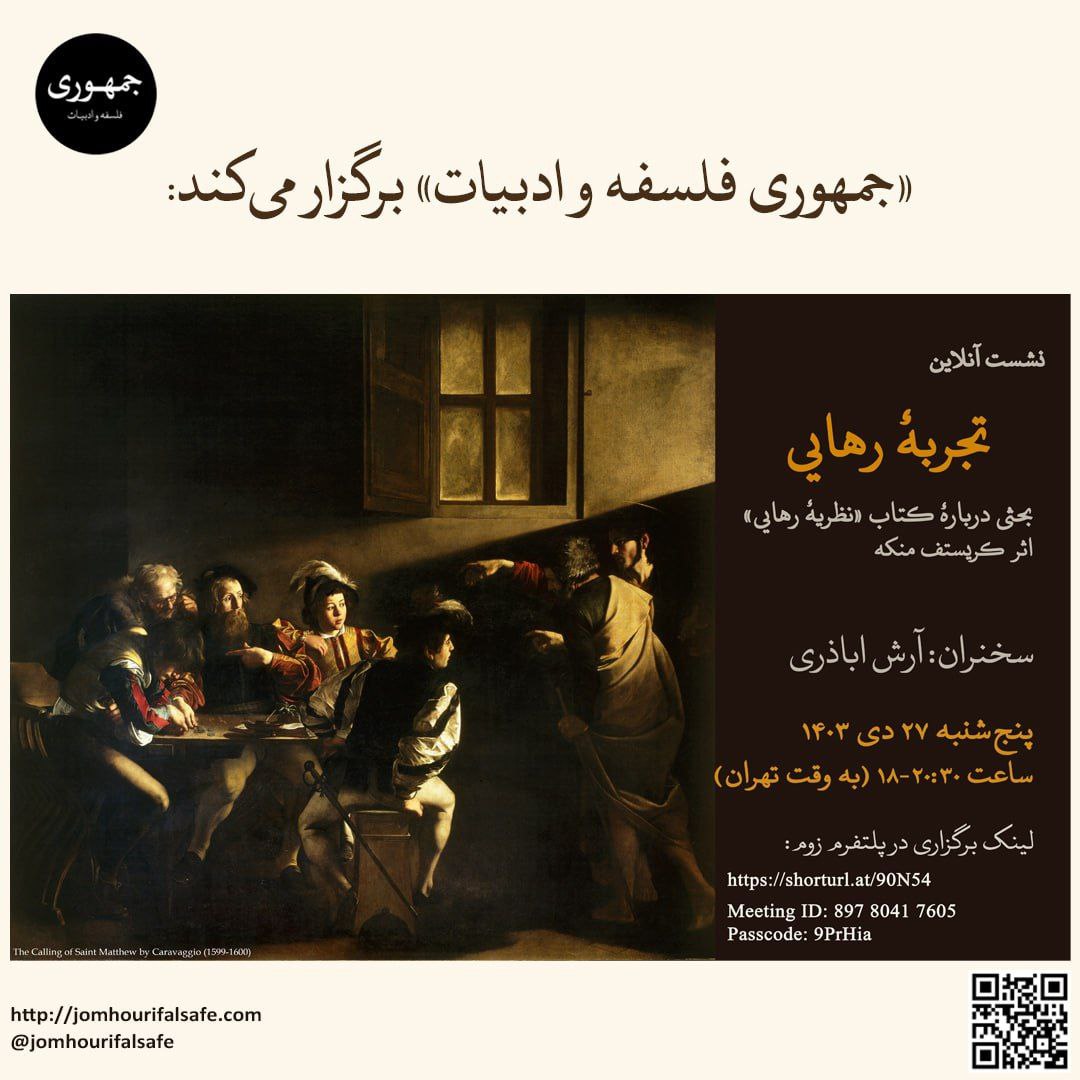 جمهوری
فلسفه و ادبیات
«جمهوری فلسفه و ادبیات» برگزار می‌کند:
نشست آنلاین
تجربهٔ رهایی
بحثی دربارهٔ کتاب «نظریهٔ رهایی»
اثر کریستف منکه
سخنران: آرش اباذری
پنج‌شنبه ۲۷ دی ۱۴۰۳
ساعت ۲۰:۳۰-۱۸ (به وقت تهران)
لینک برگزاری در پلتفرم زوم:
https://shorturl.at/90N54
Meeting ID: 897 8041 7605
Passcode: 9PrHia
The Calling of Saint Matthew by Caravaggio (1599-1600)
http://jomhourifalsafe.com
@jomhourifalsafe